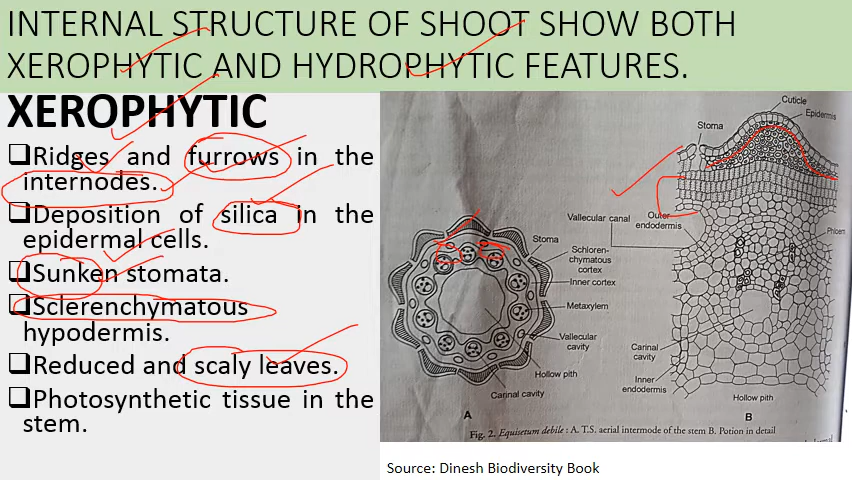 INTERNAL STRUCTURE OF SHOOT SHOW BOTH
XEROPHYTIC AND HYDROPHYTIC FEATURES.
XEROPHYTIC
❑Ridges and furrows in the
internodes.
❑Deposition of silica in the
epidermal cells.
❑Sunken stomata.
❑Sclerenchymatous
hypodermis.
❑Reduced and scaly leaves.
❑Photosynthetic tissue in the
stem.
Stoma
Schloren-
chymatous
cortex
Inner cortex
Metaxylem
Vallecular
cavity
Hollow pith
Carinal cavity
A
Cuticle
Epidermis
Stoma
Vallecular canal
Outer
endodermis
Phloem
Carinal
cavity
Inner
endodermis
Hollow pith
B
Fig. 2. Equisetum debile : A. T.S. aerial intermode of the stem B. Potion in detail
Source: Dinesh Biodiversity Book